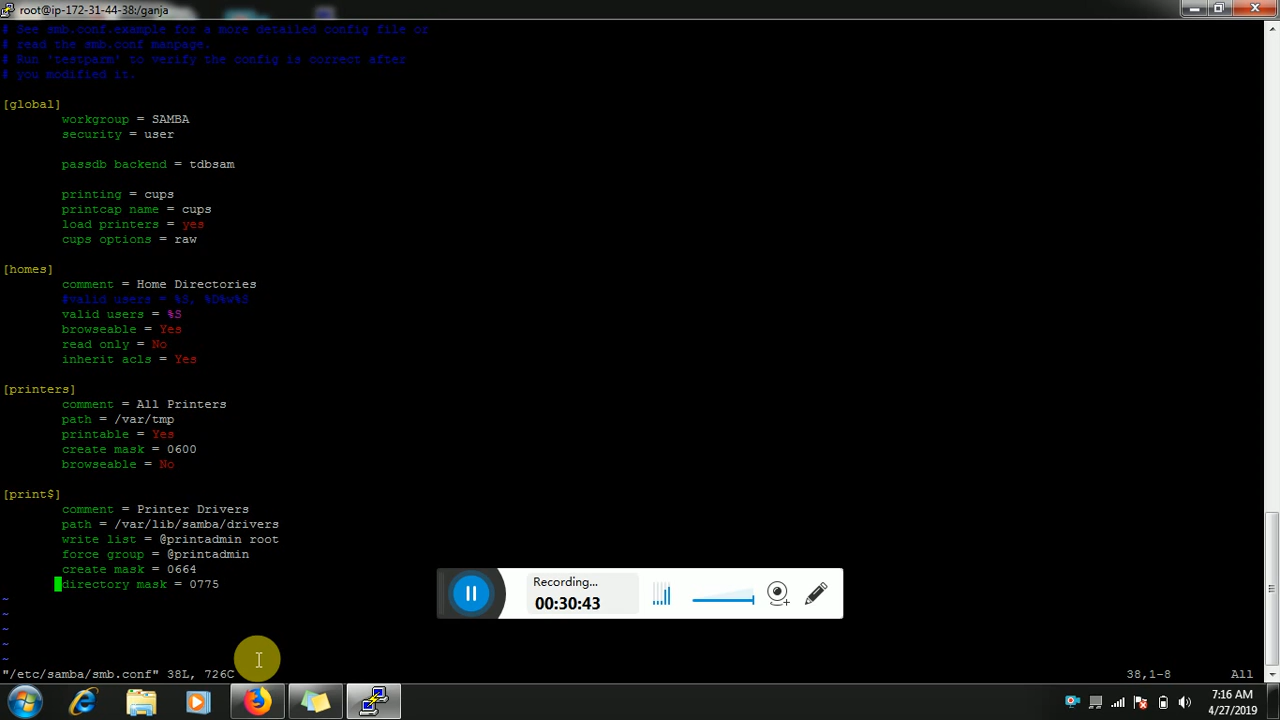 root@ip-172-31-44-38:/ganja
# See smb.conf.example for a more detailed config file or
# read the smb.conf manpage.
# Run 'testparm' to verify the config is correct after
# you modified it.
[global]
workgroup = SAMBA
security = user
passdb backend = tdbsam
printing = cups
printcap name = cups
load printers = yes
cups options = raw
[homes]
comment = Home Directories
#valid users = %S, %D%w%S
valid users = %S
browseable = Yes
read only = No
inherit acls = Yes
[printers]
comment = All Printers
path = /var/tmp
printable = Yes
create mask = 0600
browseable = No
[print$]
comment = Printer Drivers
path = /var/lib/samba/drivers
write list = @printadmin root
force group = @printadmin
create mask = 0664
directory mask = 0775
~
~
~
~
~
"/etc/samba/smb.conf" 38L, 726C 38,1-8 All
Recording...
00:30:43
7:16 AM
4/27/2019